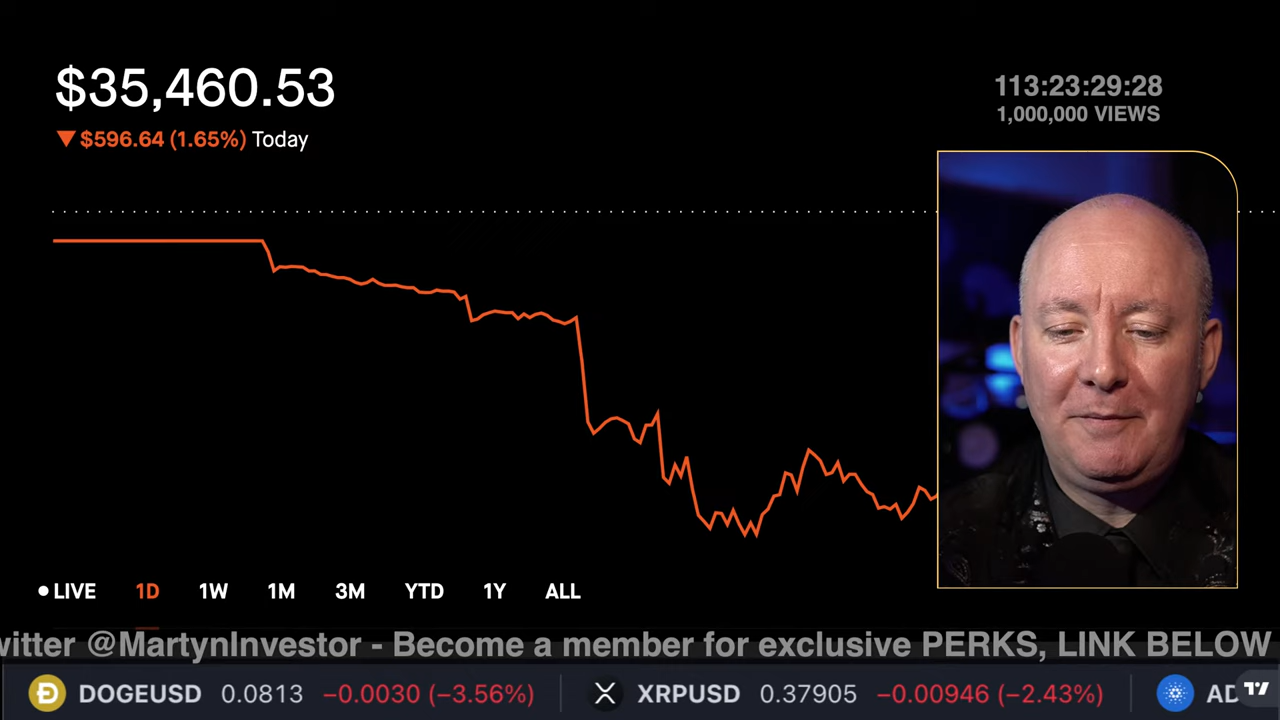 $35,460.53
▼$596.64 (1.65%) Today
113:23:29:28
1,000,000 VIEWS
LIVE 1D 1W 1M 3M YTD 1Y ALL
witter @MartynInvestor - Become a member for exclusive PERKS, LINK BELOW
DOGEUSD 0.0813 −0.0030 (−3.56%) XRPUSD 0.37905 −0.00946 (−2.43%) AD